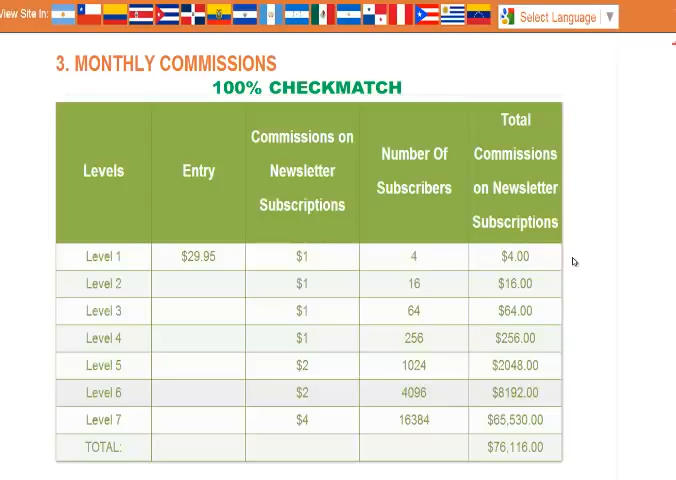 View Site In:
Select Language
3. MONTHLY COMMISSIONS
100% CHECKMATCH
Levels Entry Commissions on Newsletter Subscriptions Number Of Subscribers Total Commissions on Newsletter Subscriptions
Level 1 $29.95 $1 4 $4.00
Level 2 $1 16 $16.00
Level 3 $1 64 $64.00
Level 4 $1 256 $256.00
Level 5 $2 1024 $2048.00
Level 6 $2 4096 $8192.00
Level 7 $4 16384 $65,530.00
TOTAL: $76,116.00